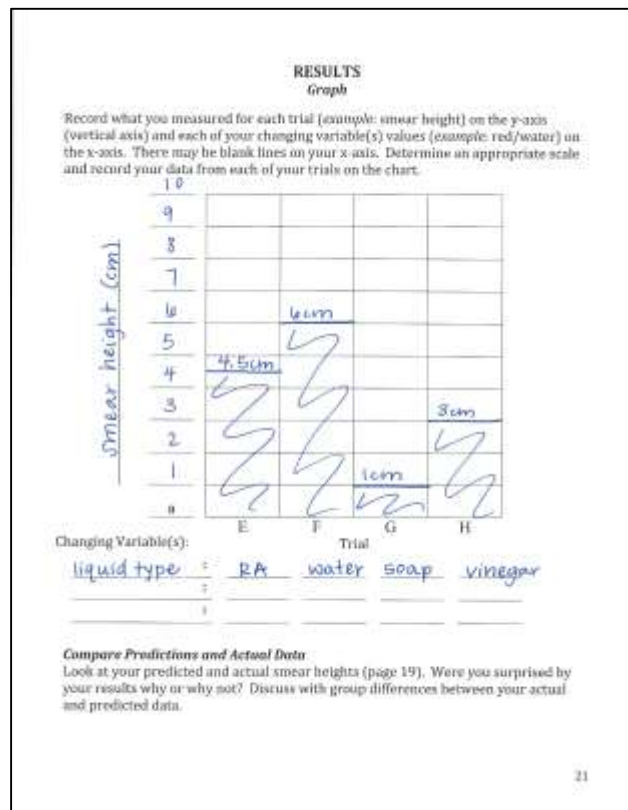 RESULTS
Graph
Record what you measured for each trial (example: smear height) on the y-axis
(vertical axis) and each of your changing variable(s) values (example: red/water) on
the x-axis. There may be blank lines on your x-axis. Determine an appropriate scale
and record your data from each of your trials on the chart.
10
9
8
7
6
5
4
3
2
1
0
smear height (cm)
4.5cm
6cm
1cm
3cm
E F G H
Changing Variable(s): Trial
liquid type : RA water soap vinegar
:
:
Compare Predictions and Actual Data
Look at your predicted and actual smear heights (page 19). Were you surprised by
your results why or why not? Discuss with group differences between your actual
and predicted data.
21